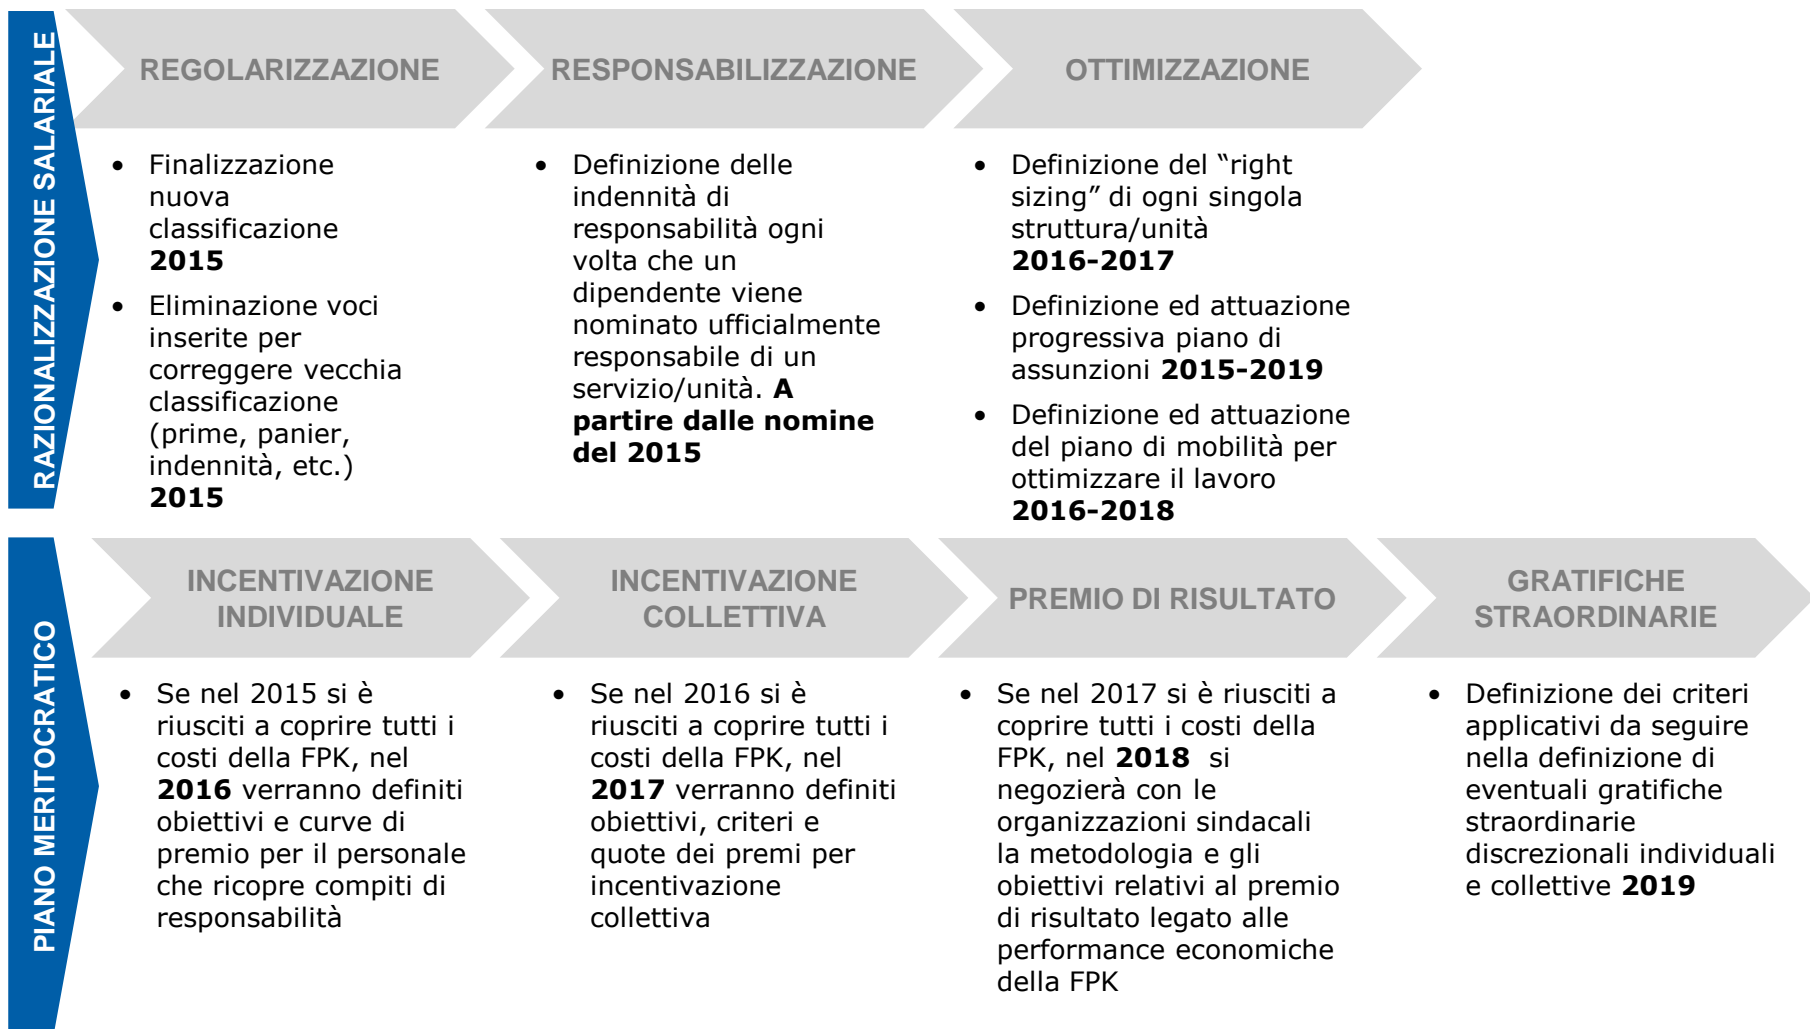 RAZIONALIZZAZIONE SALARIALE
REGOLARIZZAZIONE
• Finalizzazione
nuova
classificazione
2015
• Eliminazione voci
inserite per
correggere vecchia
classificazione
(prime, panier,
indennità, etc.)
2015
RESPONSABILIZZAZIONE
• Definizione delle
indennità di
responsabilità ogni
volta che un
dipendente viene
nominato ufficialmente
responsabile di un
servizio/unità. A
partire dalle nomine
del 2015
OTTIMIZZAZIONE
• Definizione del “right
sizing” di ogni singola
struttura/unità
2016-2017
• Definizione ed attuazione
progressiva piano di
assunzioni 2015-2019
• Definizione ed attuazione
del piano di mobilità per
ottimizzare il lavoro
2016-2018
PIANO MERITOCRATICO
INCENTIVAZIONE
INDIVIDUALE
• Se nel 2015 si è
riusciti a coprire tutti i
costi della FPK, nel
2016 verranno definiti
obiettivi e curve di
premio per il personale
che ricopre compiti di
responsabilità
INCENTIVAZIONE
COLLETTIVA
• Se nel 2016 si è
riusciti a coprire tutti i
costi della FPK, nel
2017 verranno definiti
obiettivi, criteri e
quote dei premi per
incentivazione
collettiva
PREMIO DI RISULTATO
• Se nel 2017 si è riusciti a
coprire tutti i costi della
FPK, nel 2018 si
negozierà con le
organizzazioni sindacali
la metodologia e gli
obiettivi relativi al premio
di risultato legato alle
performance economiche
della FPK
GRATIFICHE
STRAORDINARIE
• Definizione dei criteri
applicativi da seguire
nella definizione di
eventuali gratifiche
straordinarie
discrezionali individuali
e collettive 2019